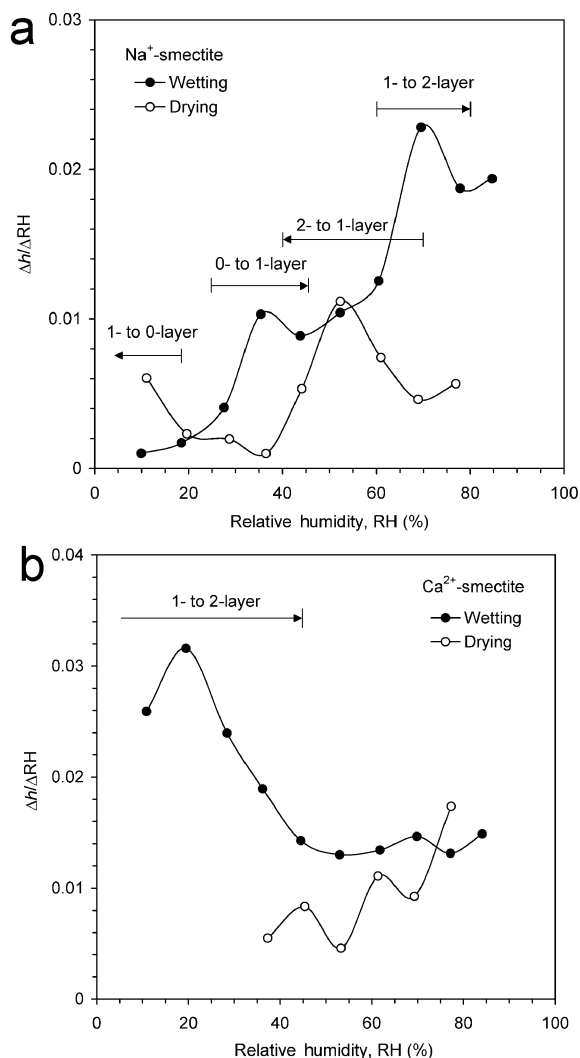 a
0.03
Na⁺-smectite
Wetting
Drying
1- to 2-layer
0.02
2- to 1-layer
0- to 1-layer
0.01
1- to 0-layer
0
Δh/ΔRH
0 20 40 60 80 100
Relative humidity, RH (%)
b
0.04
Ca²⁺-smectite
1- to 2-layer
Wetting
Drying
0.03
0.02
0.01
0
Δh/ΔRH
0 20 40 60 80 100
Relative humidity, RH (%)